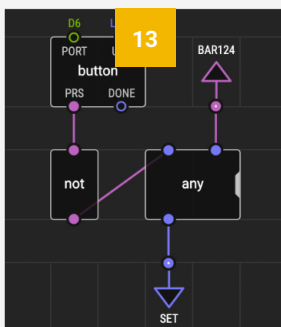 D6 L
13
PORT U
BAR124
button
PRS DONE
not
any
SET